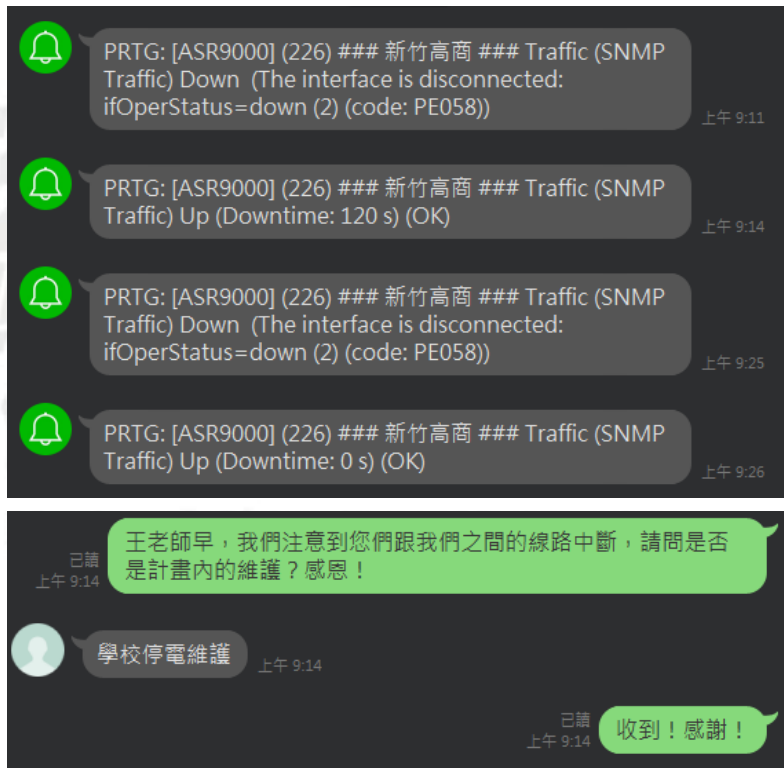 PRTG: [ASR9000] (226) ### 新竹高商 ### Traffic (SNMP
Traffic) Down  (The interface is disconnected:
ifOperStatus=down (2) (code: PE058))
上午 9:11
PRTG: [ASR9000] (226) ### 新竹高商 ### Traffic (SNMP
Traffic) Up (Downtime: 120 s) (OK)
上午 9:14
PRTG: [ASR9000] (226) ### 新竹高商 ### Traffic (SNMP
Traffic) Down  (The interface is disconnected:
ifOperStatus=down (2) (code: PE058))
上午 9:25
PRTG: [ASR9000] (226) ### 新竹高商 ### Traffic (SNMP
Traffic) Up (Downtime: 0 s) (OK)
上午 9:26
王老師早，我們注意到您們跟我們之間的線路中斷，請問是否
是計畫內的維護？感恩！
已讀
上午 9:14
學校停電維護
上午 9:14
已讀
上午 9:14
收到！感謝！